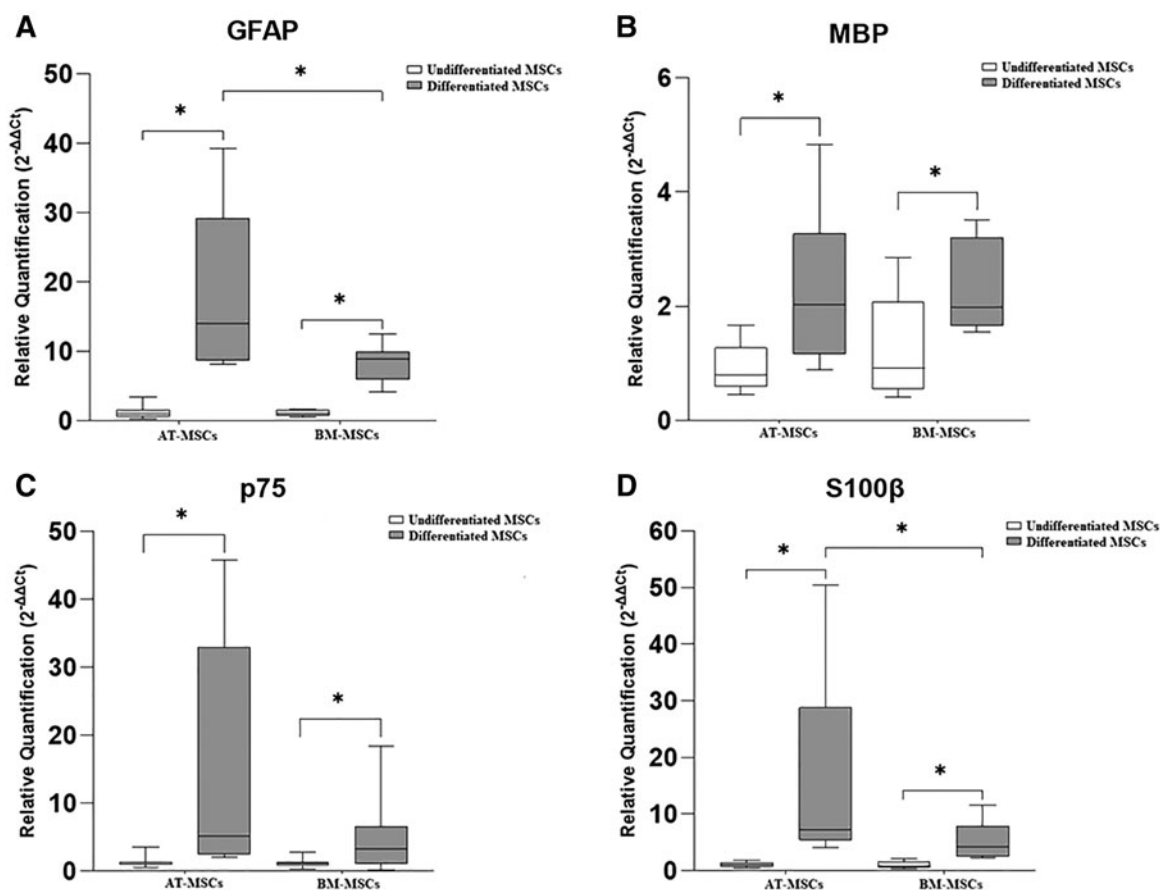 A
GFAP
Undifferentiated MSCs
Differentiated MSCs
Relative Quantification (2-ΔΔCt)
50
40
30
20
10
0
*
*
*
AT-MSCs
BM-MSCs
B
MBP
Undifferentiated MSCs
Differentiated MSCs
Relative Quantification (2-ΔΔCt)
6
4
2
0
*
*
AT-MSCs
BM-MSCs
C
p75
Undifferentiated MSCs
Differentiated MSCs
Relative Quantification (2-ΔΔCt)
50
40
30
20
10
0
*
*
AT-MSCs
BM-MSCs
D
S100β
Undifferentiated MSCs
Differentiated MSCs
Relative Quantification (2-ΔΔCt)
60
50
40
30
20
10
0
*
*
*
AT-MSCs
BM-MSCs